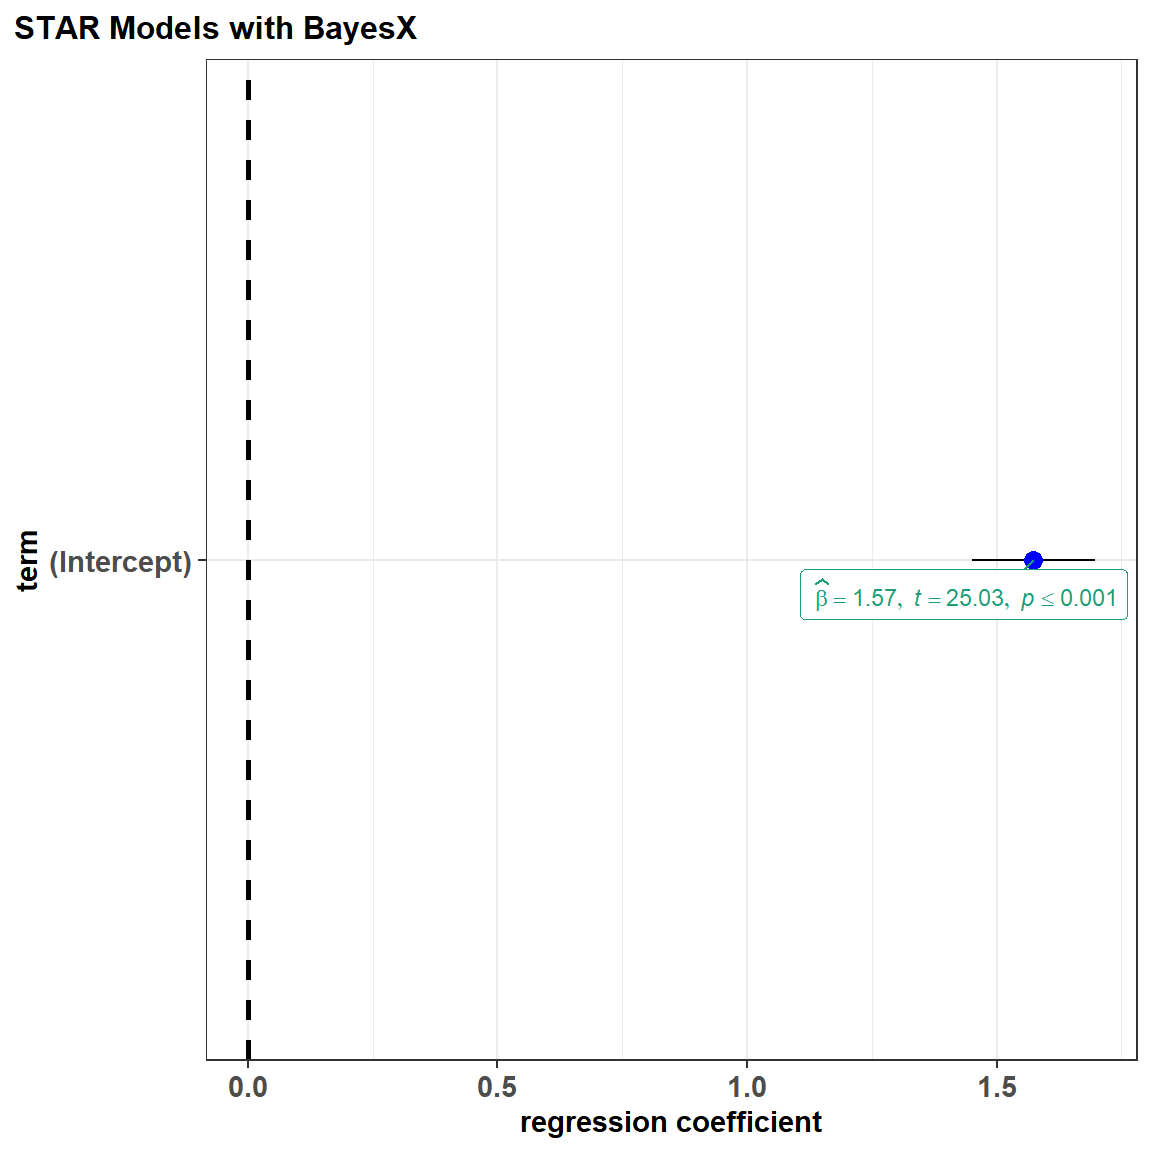 STAR Models with BayesX
term
(Intercept)
β̂ = 1.57, t = 25.03, p ≤ 0.001
0.0 0.5 1.0 1.5
regression coefficient